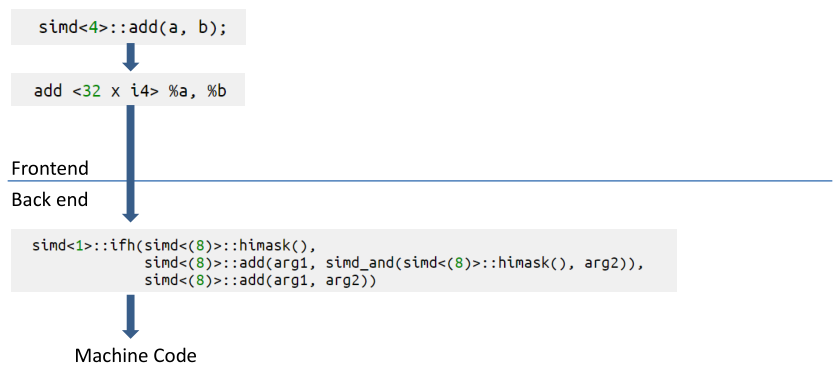 simd<4>::add(a, b);
add <32 x i4> %a, %b
Frontend
Back end
simd<1>::ifh(simd<(8)>::himask(),
simd<(8)>::add(arg1, simd_and(simd<(8)>::himask(), arg2)),
simd<(8)>::add(arg1, arg2))
Machine Code